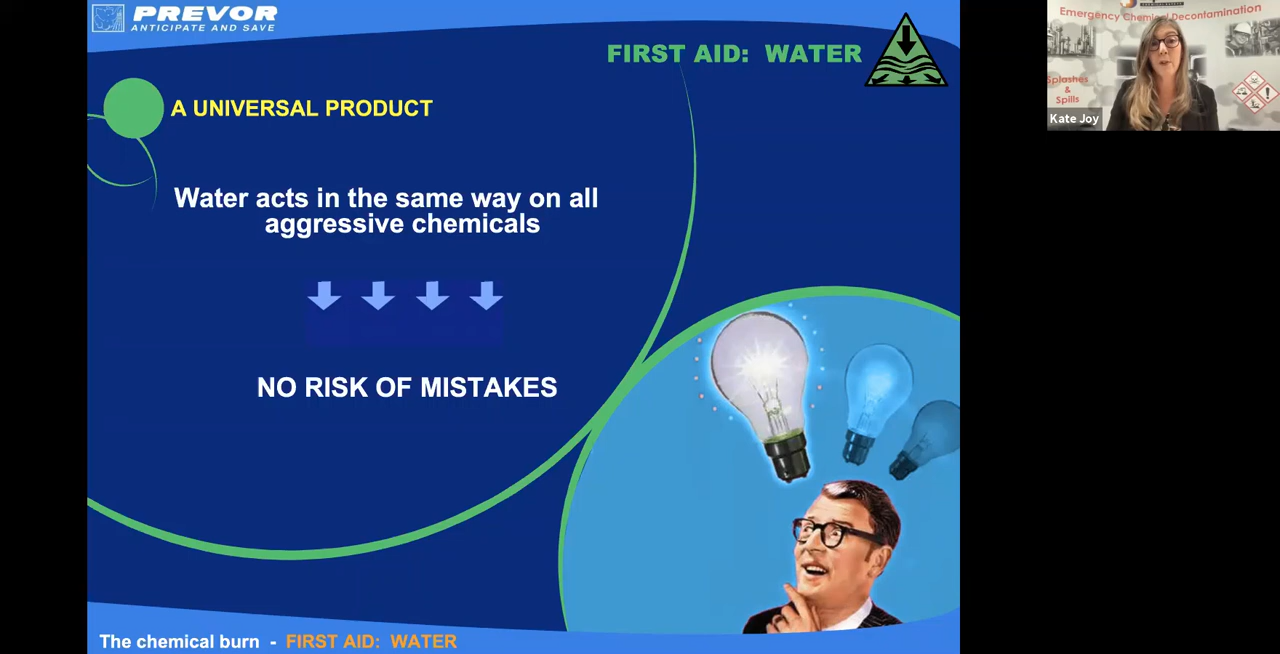 PREVOR
ANTICIPATE AND SAVE
FIRST AID: WATER
A UNIVERSAL PRODUCT
Water acts in the same way on all
aggressive chemicals
NO RISK OF MISTAKES
The chemical burn - FIRST AID: WATER
Emergency Chemical Decontamination
Splashes
&
Spills
Kate Joy